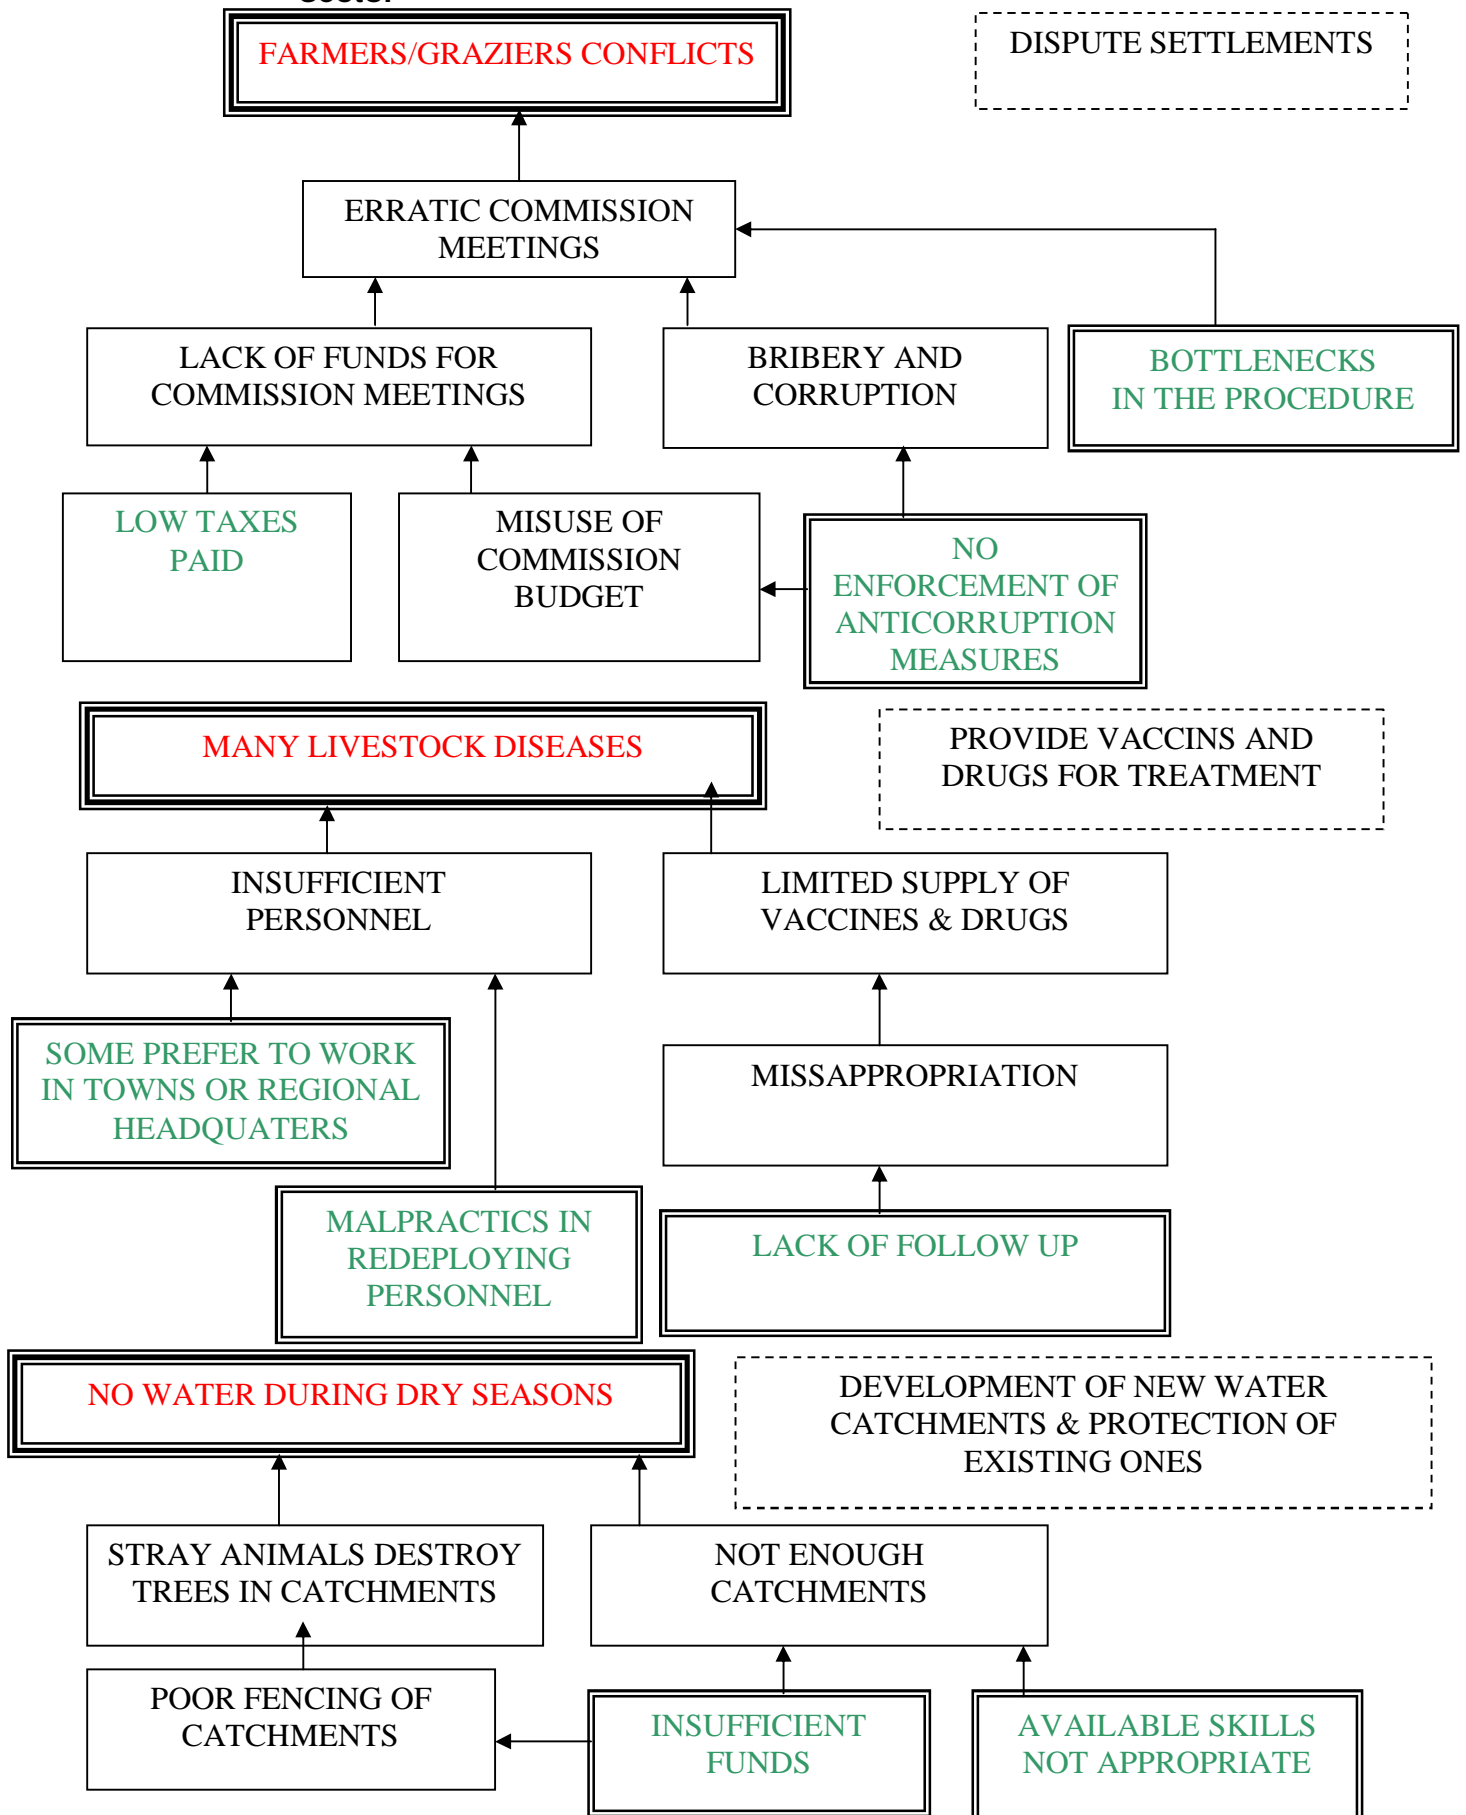 FARMERS/GRAZIERS CONFLICTS
DISPUTE SETTLEMENTS
ERRATIC COMMISSION
MEETINGS
LACK OF FUNDS FOR
COMMISSION MEETINGS
BRIBERY AND
CORRUPTION
BOTTLENECKS
IN THE PROCEDURE
LOW TAXES
PAID
MISUSE OF
COMMISSION
BUDGET
NO
ENFORCEMENT OF
ANTICORRUPTION
MEASURES
MANY LIVESTOCK DISEASES
PROVIDE VACCINS AND
DRUGS FOR TREATMENT
INSUFFICIENT
PERSONNEL
LIMITED SUPPLY OF
VACCINES & DRUGS
SOME PREFER TO WORK
IN TOWNS OR REGIONAL
HEADQUATERS
MISSAPPROPRIATION
MALPRACTICS IN
REDEPLOYING
PERSONNEL
LACK OF FOLLOW UP
NO WATER DURING DRY SEASONS
DEVELOPMENT OF NEW WATER
CATCHMENTS & PROTECTION OF
EXISTING ONES
STRAY ANIMALS DESTROY
TREES IN CATCHMENTS
NOT ENOUGH
CATCHMENTS
POOR FENCING OF
CATCHMENTS
INSUFFICIENT
FUNDS
AVAILABLE SKILLS
NOT APPROPRIATE